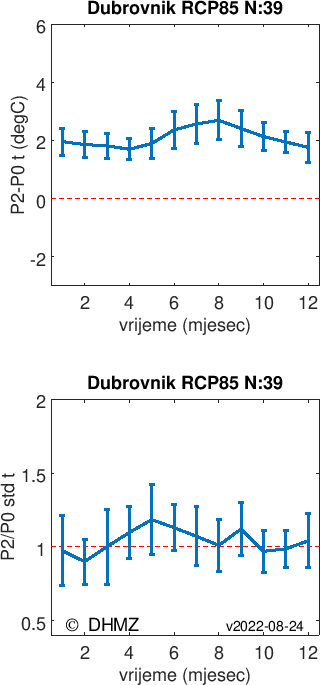 Dubrovnik RCP85 N:39
6
4
2
0
-2
P2-P0 t (degC)
2 4 6 8 10 12
vrijeme (mjesec)
Dubrovnik RCP85 N:39
2
1.5
1
0.5
P2/P0 std t
© DHMZ v2022-08-24
2 4 6 8 10 12
vrijeme (mjesec)